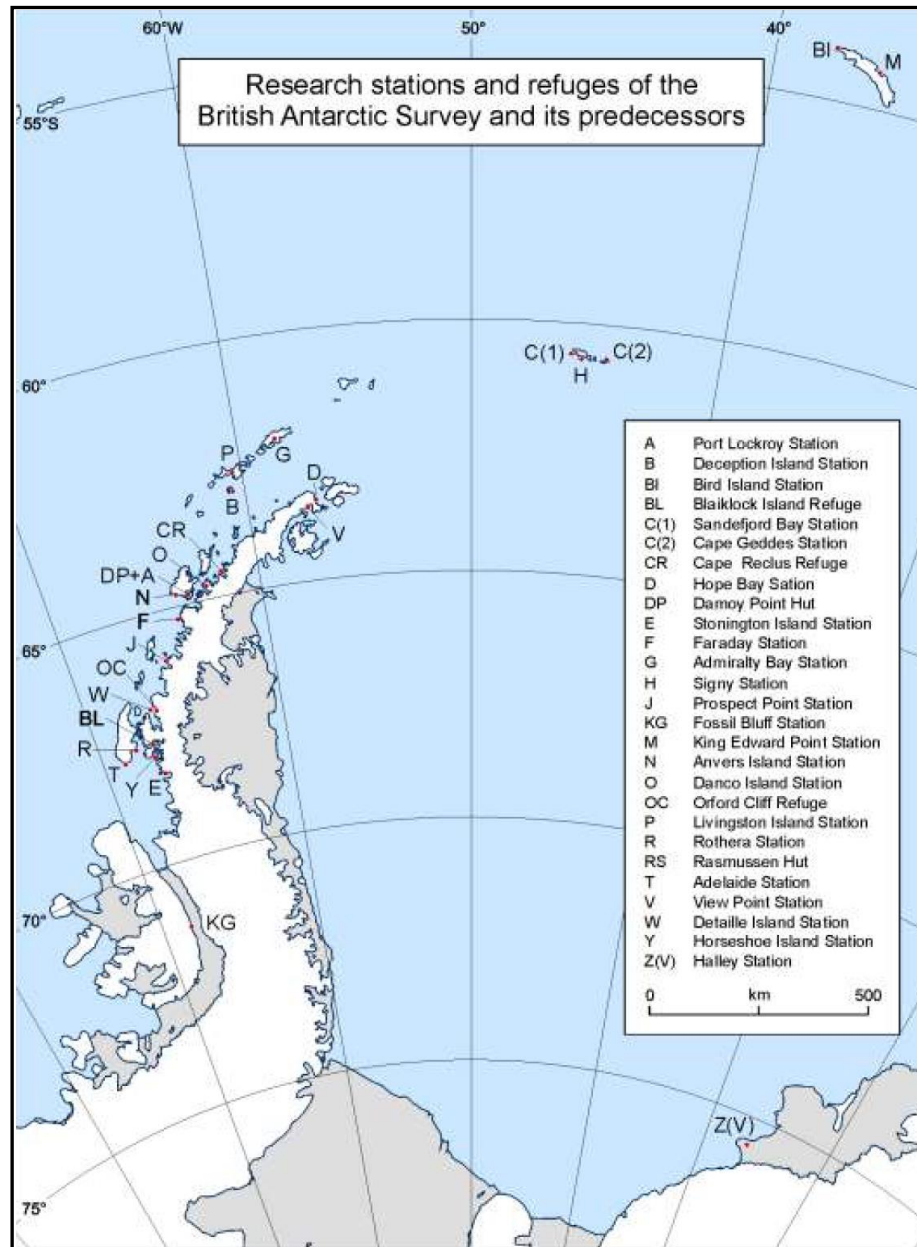 60°W
50°
40°
BI
M
Research stations and refuges of the
British Antarctic Survey and its predecessors
55°S
C(1)
C(2)
H
60°
P
G
D
B
V
CR
O
DP+A
N
F
65°
J
OC
W
BL
R
T
Y
E
A Port Lockroy Station
B Deception Island Station
BI Bird Island Station
BL Blaiklock Island Refuge
C(1) Sandefjord Bay Station
C(2) Cape Geddes Station
CR Cape Reclus Refuge
D Hope Bay Sation
DP Damoy Point Hut
E Stonington Island Station
F Faraday Station
G Admiralty Bay Station
H Signy Station
J Prospect Point Station
KG Fossil Bluff Station
M King Edward Point Station
N Anvers Island Station
O Danco Island Station
OC Orford Cliff Refuge
P Livingston Island Station
R Rothera Station
RS Rasmussen Hut
T Adelaide Station
V View Point Station
W Detaille Island Station
Y Horseshoe Island Station
Z(V) Halley Station
0 km 500
KG
70°
Z(V)
75°